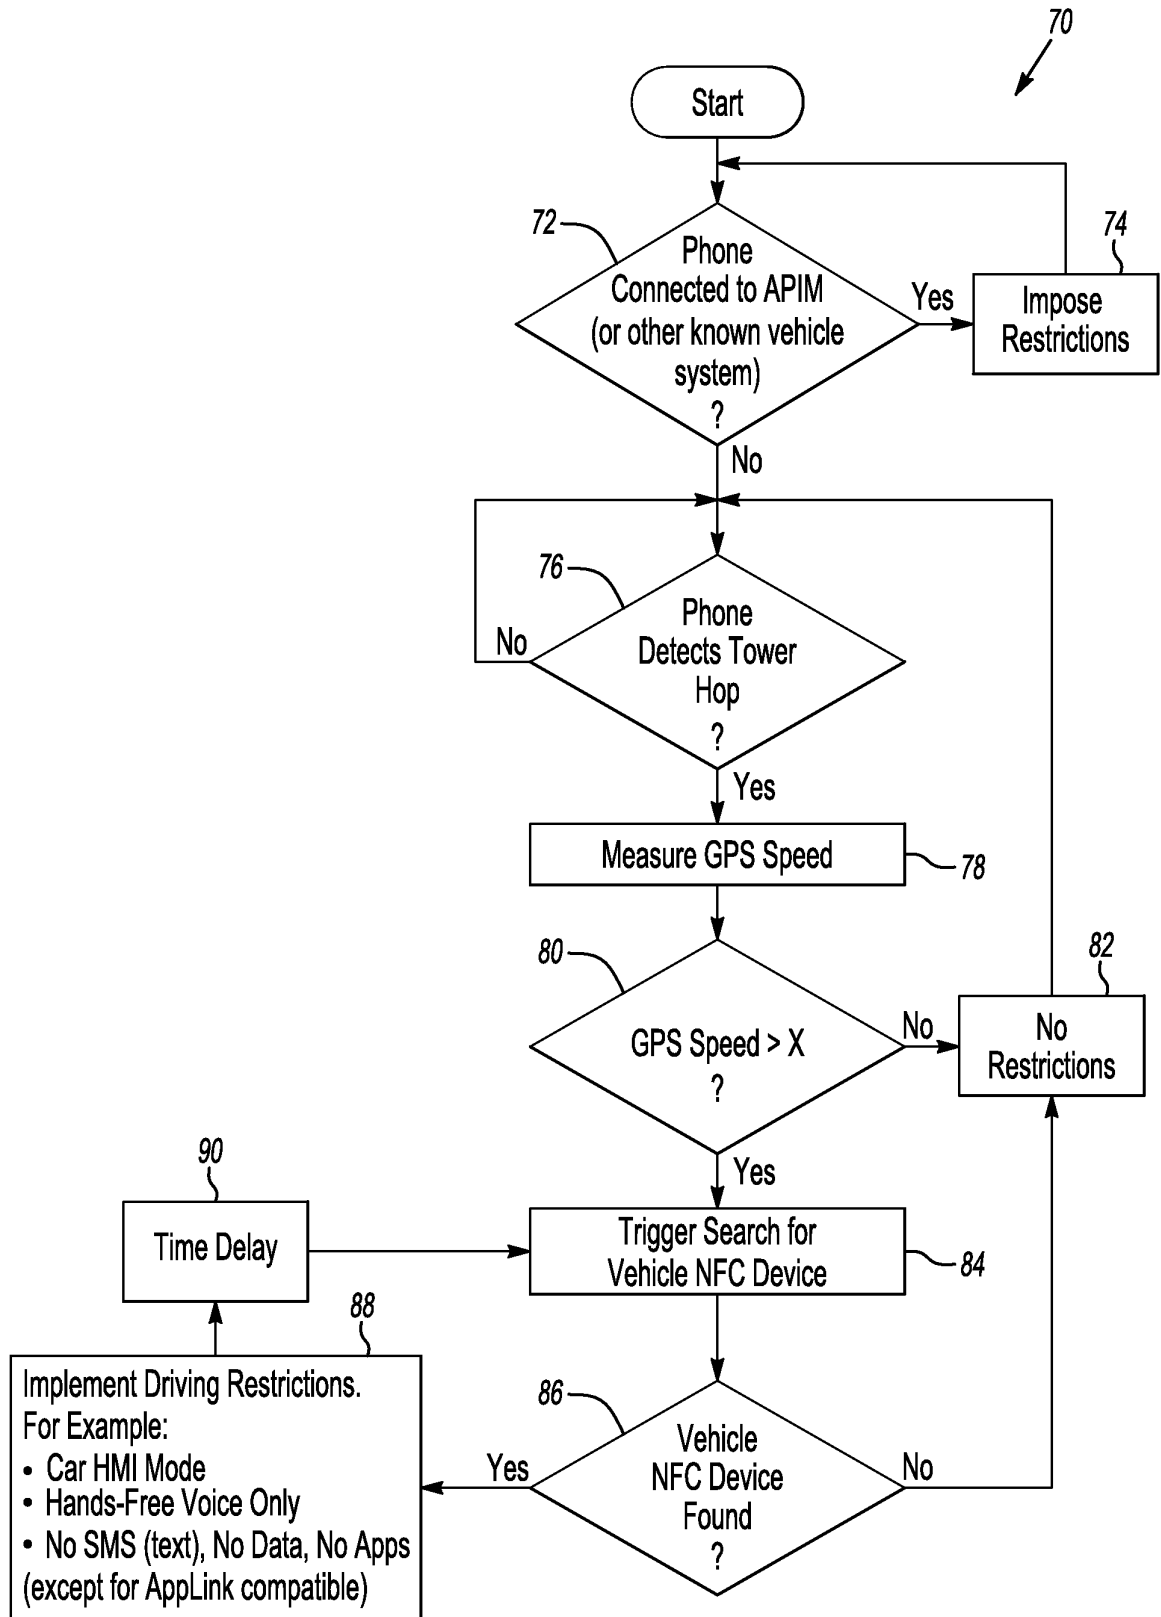 70
Start
72
Phone
Connected to APIM
(or other known vehicle
system)
?
Yes
74
Impose
Restrictions
No
76
Phone
Detects Tower
Hop
?
No
Yes
Measure GPS Speed
78
80
GPS Speed > X
?
No
82
No
Restrictions
Yes
90
Time Delay
Trigger Search for
Vehicle NFC Device
84
88
Implement Driving Restrictions.
For Example:
• Car HMI Mode
• Hands-Free Voice Only
• No SMS (text), No Data, No Apps
(except for AppLink compatible)
86
Vehicle
NFC Device
Found
?
Yes
No